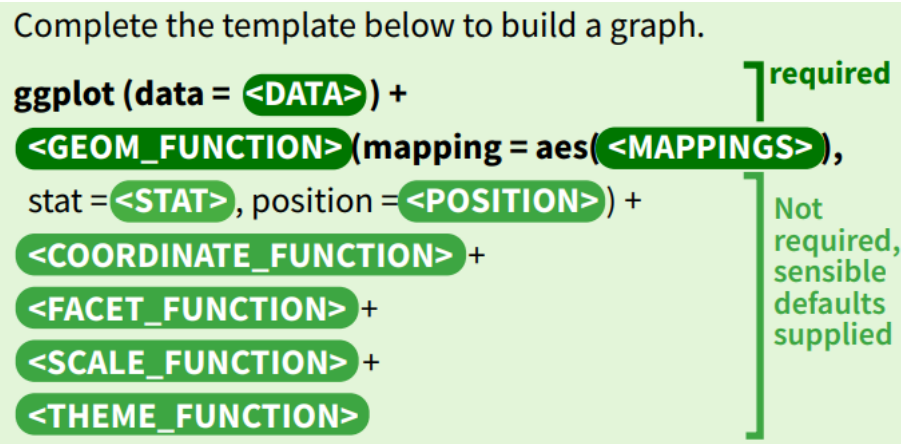 Complete the template below to build a graph.
required
ggplot (data = <DATA>) +
<GEOM_FUNCTION>(mapping = aes( <MAPPINGS> ),
stat = <STAT> , position = <POSITION>) +
<COORDINATE_FUNCTION> +
<FACET_FUNCTION> +
<SCALE_FUNCTION> +
<THEME_FUNCTION>
Not
required,
sensible
defaults
supplied